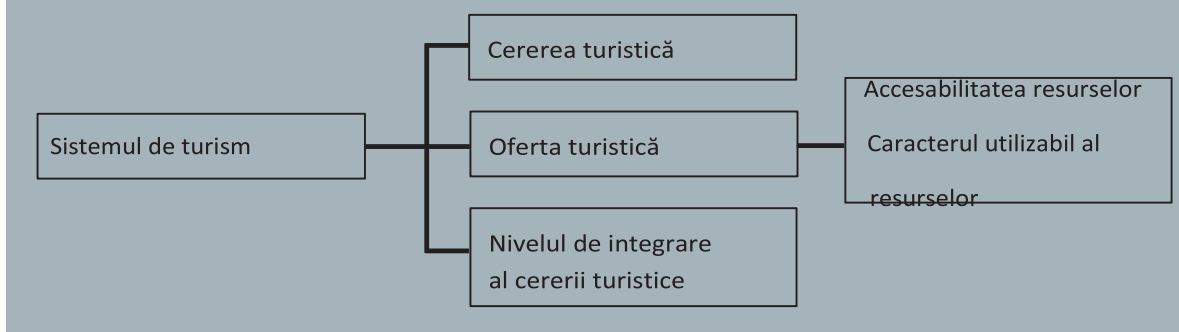 Sistemul de turism
Cererea turistică
Oferta turistică
Nivelul de integrare
al cererii turistice
Accesabilitatea resurselor
Caracterul utilizabil al
resurselor